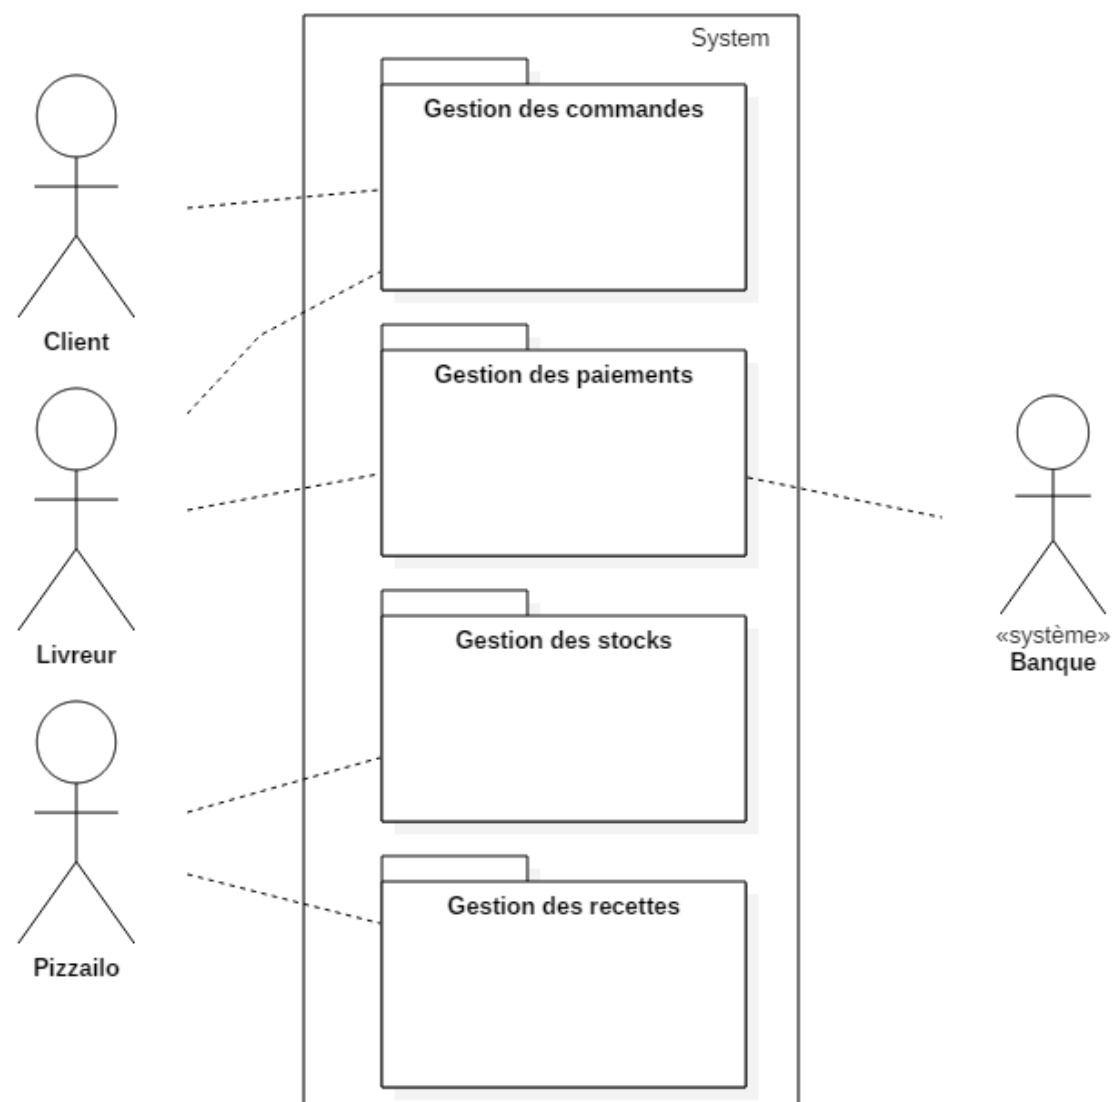 System
Gestion des commandes
Client
Gestion des paiements
Livreur
«système»
Banque
Gestion des stocks
Gestion des recettes
Pizzailo